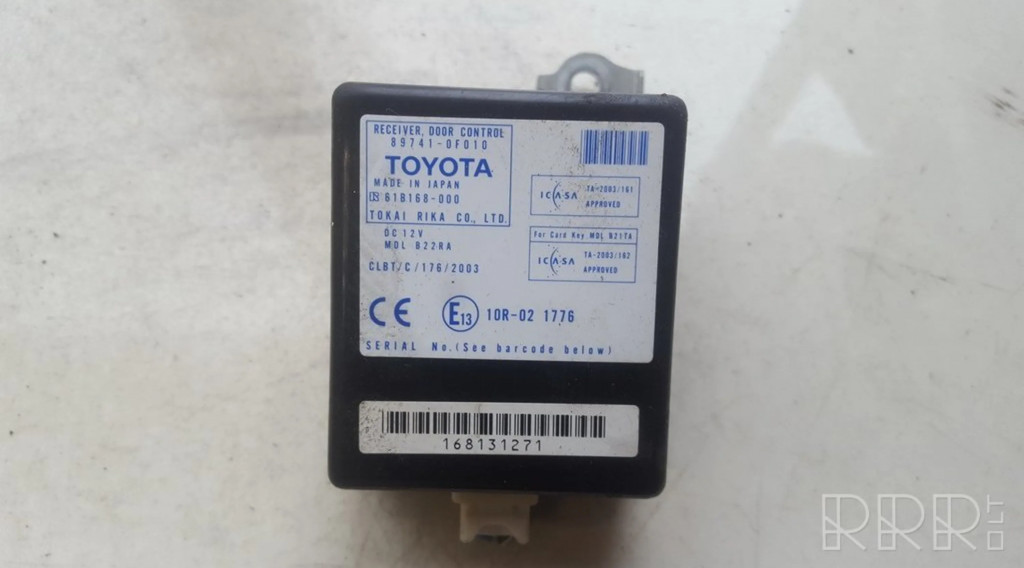 RECEIVER, DOOR CONTROL
89741-0F010
TOYOTA
MADE IN JAPAN
61B168-000
TOKAI RIKA CO., LTD.
DC 12V
MDL B22RA
CLBT/C/176/2003
ICASA TA-2003/161
APPROVED
For Card Key MDL B21TA
ICASA TA-2003/162
APPROVED
CE E13 10R-02 1776
SERIAL No.(See barcode below)
168131271
RRR.LT